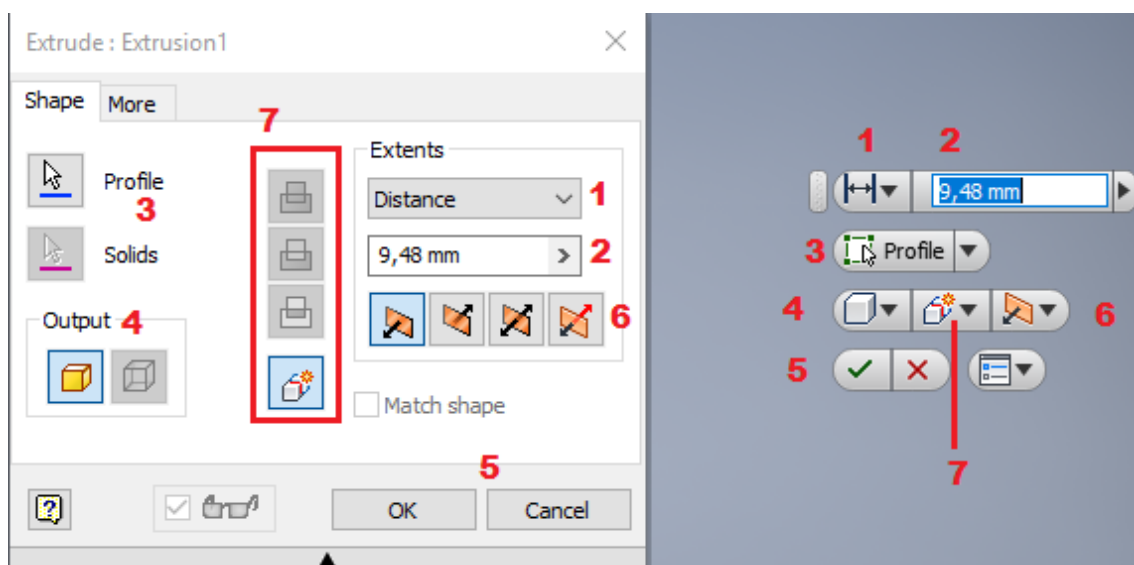 Extrude : Extrusion1
Shape
More
7
Extents
Profile
3
Distance
1
Solids
9,48 mm
2
Output 4
6
Match shape
5
OK
Cancel
1
2
9,48 mm
3
Profile
4
6
5
7